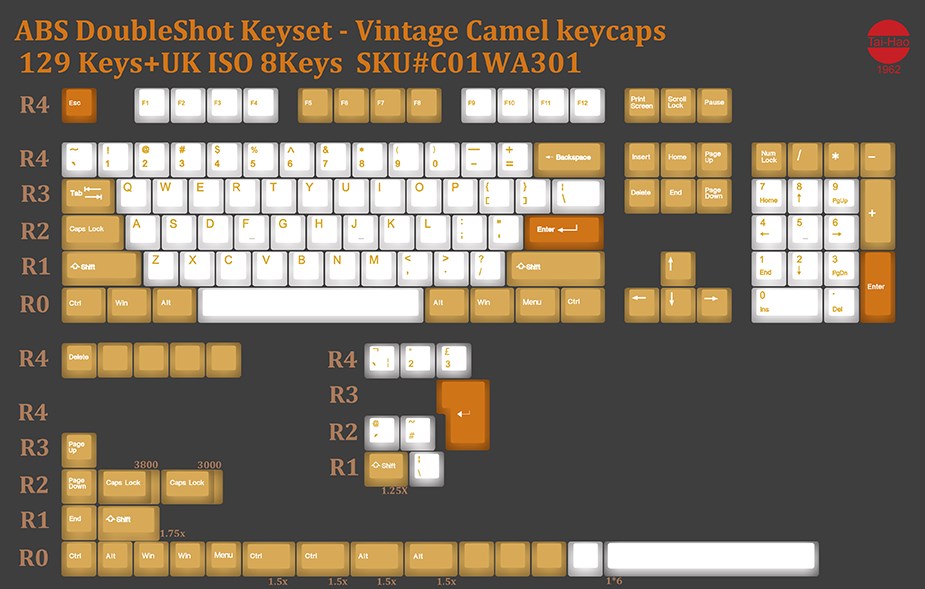 ABS DoubleShot Keyset - Vintage Camel keycaps
129 Keys+UK ISO 8Keys SKU#C01WA301
Tai-Hao
1962
R4 Esc F1 F2 F3 F4 F5 F6 F7 F8 F9 F10 F11 F12 Print Screen Scroll Lock Pause
R4 ~ ` ! 1 @ 2 # 3 $ 4 % 5 ^ 6 & 7 * 8 ( 9 ) 0 — - + = ← Backspace Insert Home Page Up Num Lock / * −
R3 Tab Q W E R T Y U I O P { [ } ] | \ Delete End Page Down 7 Home 8 ↑ 9 PgUp +
R2 Caps Lock A S D F _ G H J _ K L : ; " ' Enter 4 ← 5 _ 6 →
R1 Shift Z X C V B N M < , > . ? / Shift ↑ 1 End 2 ↓ 3 PgDn Enter
R0 Ctrl Win Alt Alt Win Menu Ctrl ← ↓ → 0 Ins . Del
R4 Delete
R4 ¬ ` ¦ " 2 £ 3
R3
R4
R2 @ ' ~ #
R3 Page Up
R1 Shift | \
1.25X
3800 3000
R2 Page Down Caps Lock Caps Lock
R1 End Shift
1.75x
R0 Ctrl Alt Win Win Menu Ctrl Ctrl Alt Alt
1.5x 1.5x 1.5x 1.5x 1*6